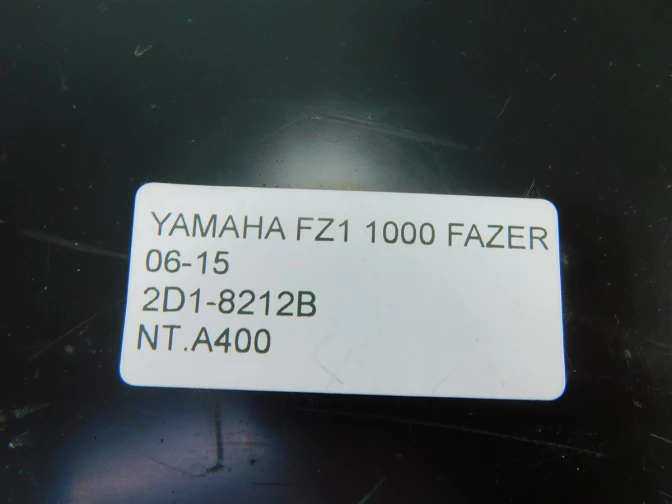 YAMAHA FZ1 1000 FAZER
06-15
2D1-8212B
NT.A400